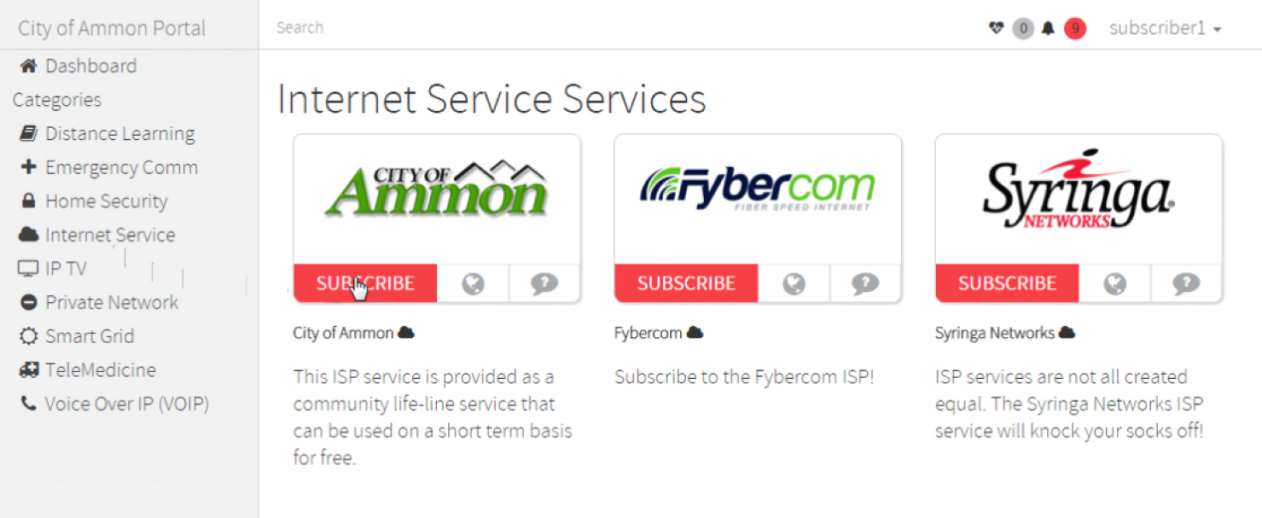 City of Ammon Portal
Search
0
9
subscriber1
Dashboard
Categories
Distance Learning
Emergency Comm
Home Security
Internet Service
IP TV
Private Network
Smart Grid
TeleMedicine
Voice Over IP (VOIP)
Internet Service Services
CITY OF
Ammon
SUBSCRIBE
City of Ammon
This ISP service is provided as a
community life-line service that
can be used on a short term basis
for free.
Fybercom
FIBER SPEED INTERNET
SUBSCRIBE
Fybercom
Subscribe to the Fybercom ISP!
Syringa
NETWORKS
SUBSCRIBE
Syringa Networks
ISP services are not all created
equal. The Syringa Networks ISP
service will knock your socks off!